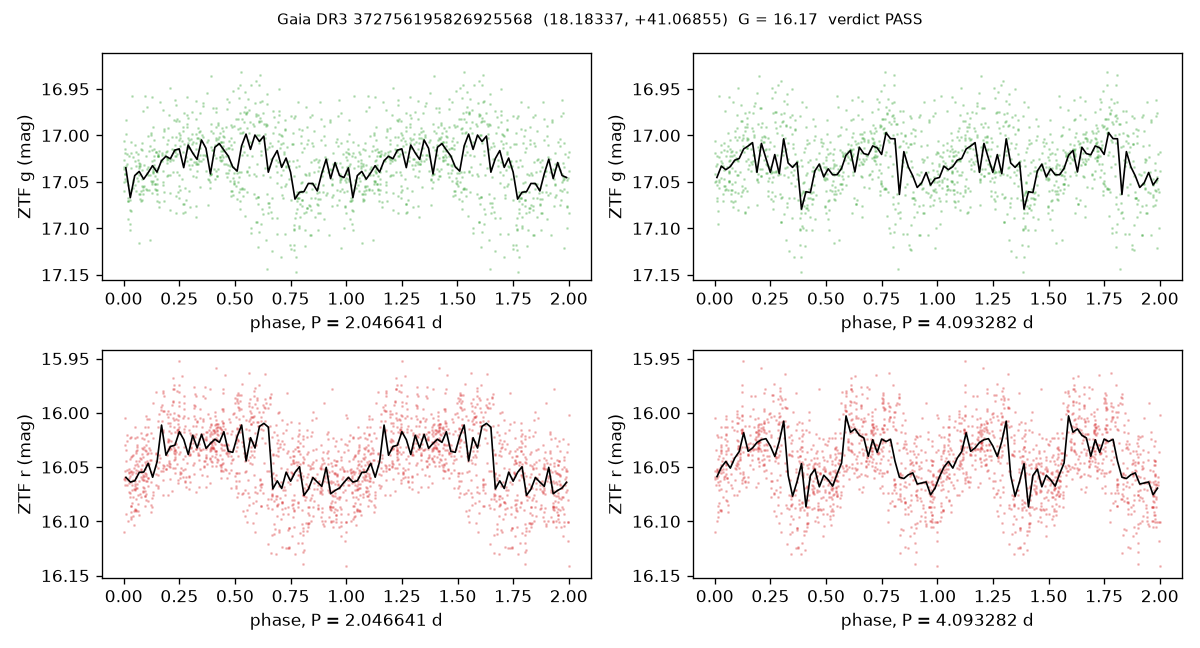 Gaia DR3 372756195826925568  (18.18337, +41.06855)  G = 16.17  verdict PASS
ZTF g (mag)
16.95
17.00
17.05
17.10
17.15
0.00 0.25 0.50 0.75 1.00 1.25 1.50 1.75 2.00
phase, P = 2.046641 d
ZTF g (mag)
16.95
17.00
17.05
17.10
17.15
0.00 0.25 0.50 0.75 1.00 1.25 1.50 1.75 2.00
phase, P = 4.093282 d
ZTF r (mag)
15.95
16.00
16.05
16.10
16.15
0.00 0.25 0.50 0.75 1.00 1.25 1.50 1.75 2.00
phase, P = 2.046641 d
ZTF r (mag)
15.95
16.00
16.05
16.10
16.15
0.00 0.25 0.50 0.75 1.00 1.25 1.50 1.75 2.00
phase, P = 4.093282 d